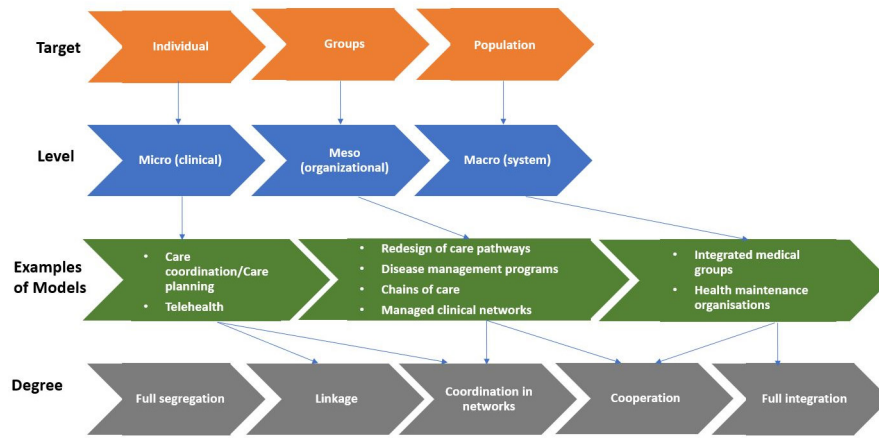 Target
Individual
Groups
Population
Level
Micro (clinical)
Meso
(organizational)
Macro (system)
Examples
of Models
• Care
coordination/Care
planning
• Telehealth
• Redesign of care pathways
• Disease management programs
• Chains of care
• Managed clinical networks
• Integrated medical
groups
• Health maintenance
organisations
Degree
Full segregation
Linkage
Coordination in
networks
Cooperation
Full integration